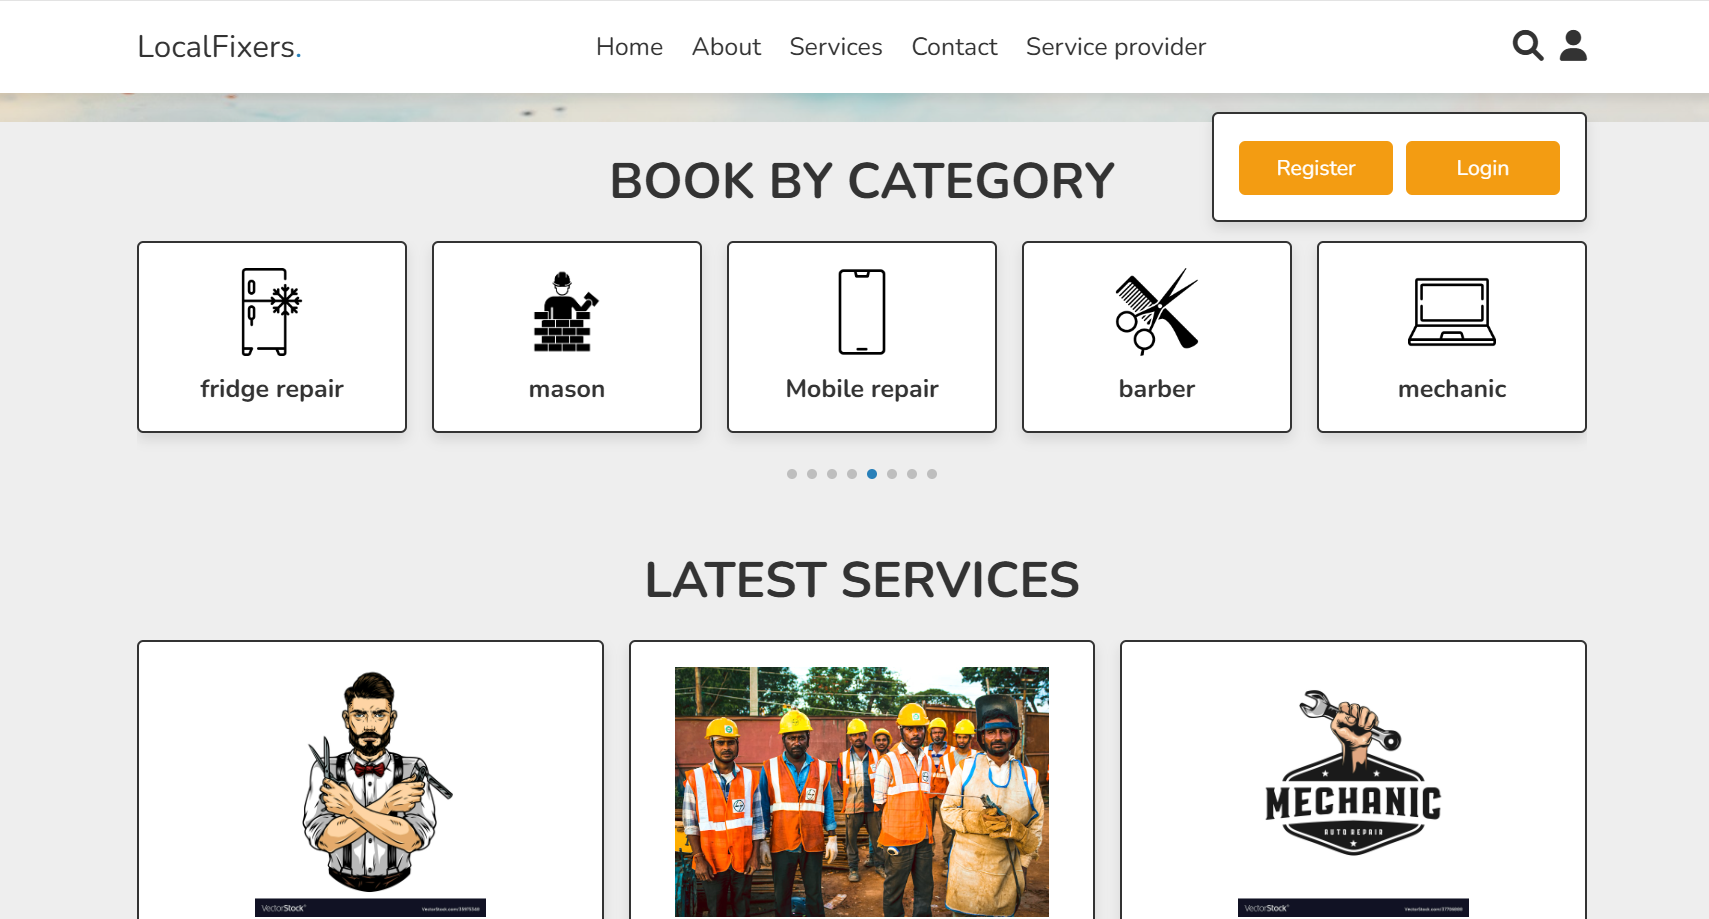 LocalFixers.
Home About Services Contact Service provider
Register Login
BOOK BY CATEGORY
fridge repair mason Mobile repair barber mechanic
LATEST SERVICES
MECHANIC
AUTO REPAIR
VectorStock®
VectorStock®